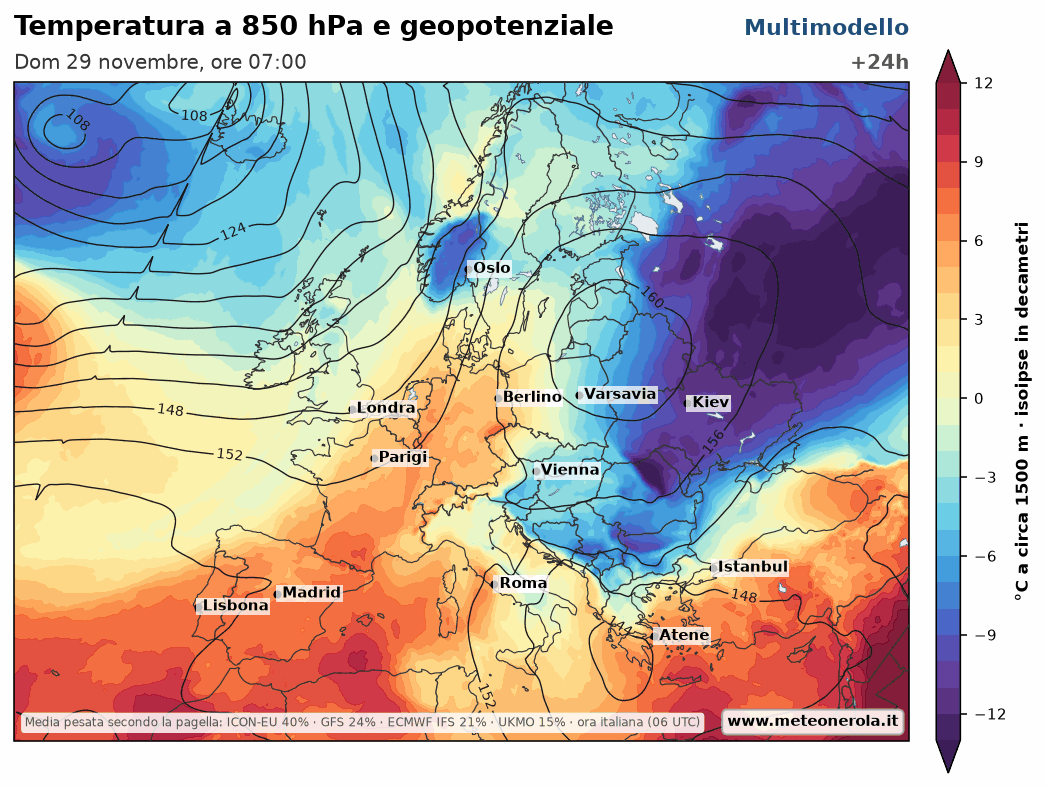 Temperatura a 850 hPa e geopotenziale
Multimodello
Dom 29 novembre, ore 07:00
+24h
108
108
124
Oslo
160
Berlino
Varsavia
Londra
Kiev
148
152
156
Parigi
Vienna
Istanbul
Roma
Madrid
148
Lisbona
144
Atene
152
Media pesata secondo la pagella: ICON-EU 40% · GFS 24% · ECMWF IFS 21% · UKMO 15% · ora italiana (06 UTC)
www.meteonerola.it
12
9
6
3
0
−3
−6
−9
−12
°C a circa 1500 m · isoipse in decametri